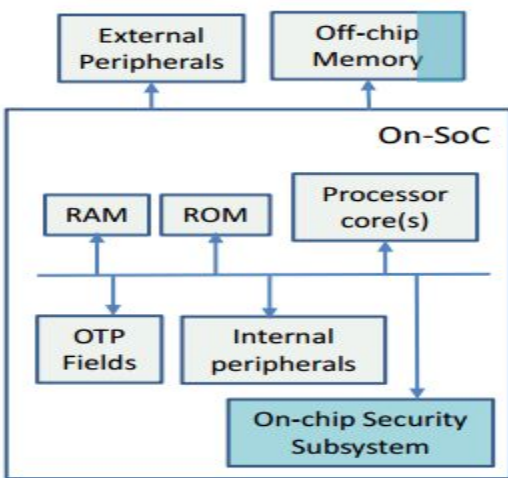 External
Peripherals
Off-chip
Memory
On-SoC
RAM
ROM
Processor
core(s)
OTP
Fields
Internal
peripherals
On-chip Security
Subsystem